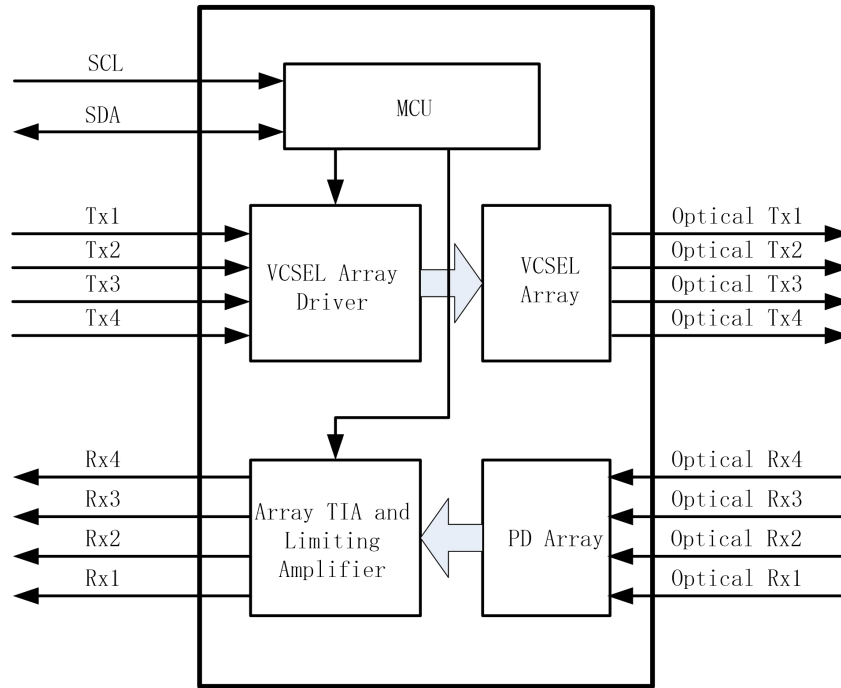 SCL
MCU
SDA
Tx1
Tx2
Tx3
Tx4
VCSEL Array
Driver
VCSEL
Array
Optical Tx1
Optical Tx2
Optical Tx3
Optical Tx4
Rx4
Rx3
Rx2
Rx1
Array TIA and
Limiting
Amplifier
PD Array
Optical Rx4
Optical Rx3
Optical Rx2
Optical Rx1